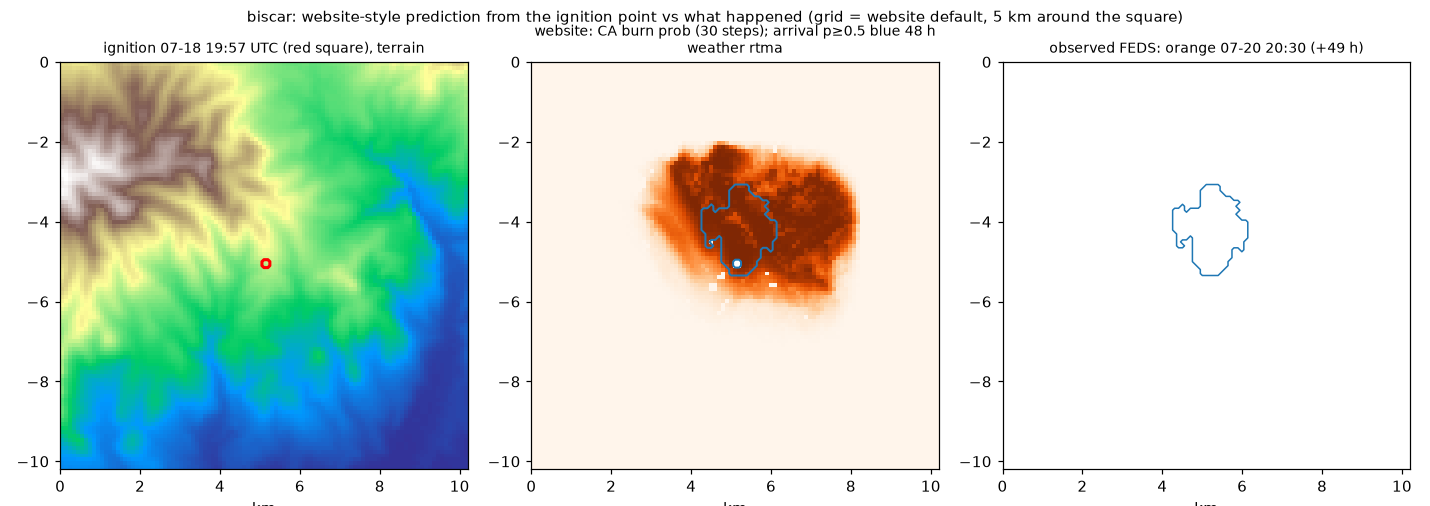 biscar: website-style prediction from the ignition point vs what happened (grid = website default, 5 km around the square)
ignition 07-18 19:57 UTC (red square), terrain
website: CA burn prob (30 steps); arrival p≥0.5 blue 48 h
weather rtma
observed FEDS: orange 07-20 20:30 (+49 h)
0
−2
−4
−6
−8
−10
0 2 4 6 8 10
km
0
−2
−4
−6
−8
−10
0 2 4 6 8 10
km
0
−2
−4
−6
−8
−10
0 2 4 6 8 10
km